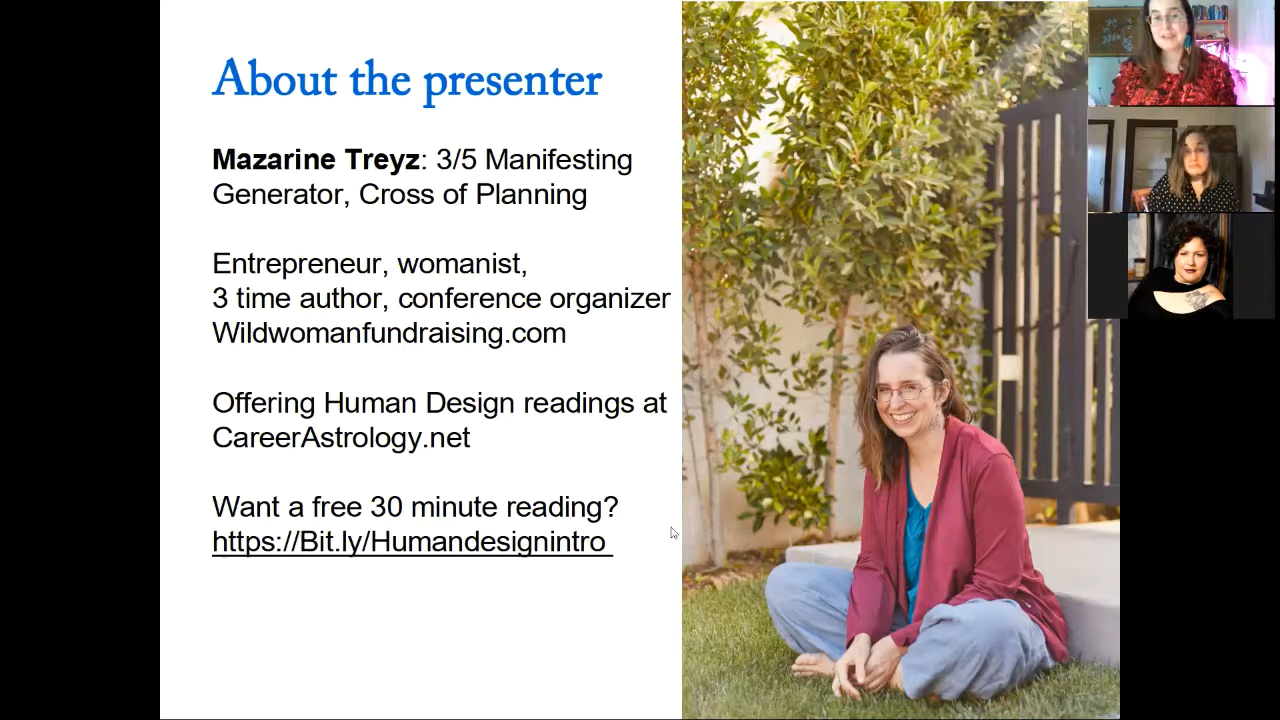 About the presenter
Mazarine Treyz: 3/5 Manifesting
Generator, Cross of Planning
Entrepreneur, womanist,
3 time author, conference organizer
Wildwomanfundraising.com
Offering Human Design readings at
CareerAstrology.net
Want a free 30 minute reading?
https://Bit.ly/Humandesignintro